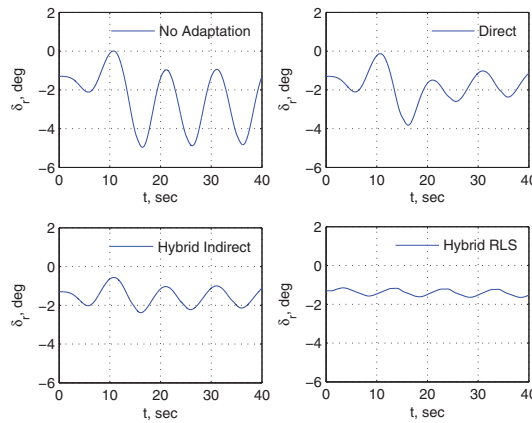 2
0
−2
−4
−6
δr, deg
No Adaptation
0 10 20 30 40
t, sec
2
0
−2
−4
−6
δr, deg
Direct
0 10 20 30 40
t, sec
2
0
−2
−4
−6
δr, deg
Hybrid Indirect
0 10 20 30 40
t, sec
2
0
−2
−4
−6
δr, deg
Hybrid RLS
0 10 20 30 40
t, sec